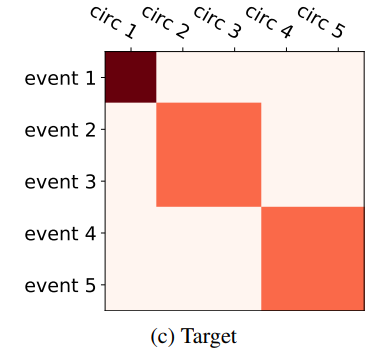 circ 1 circ 2 circ 3 circ 4 circ 5
event 1
event 2
event 3
event 4
event 5
(c) Target